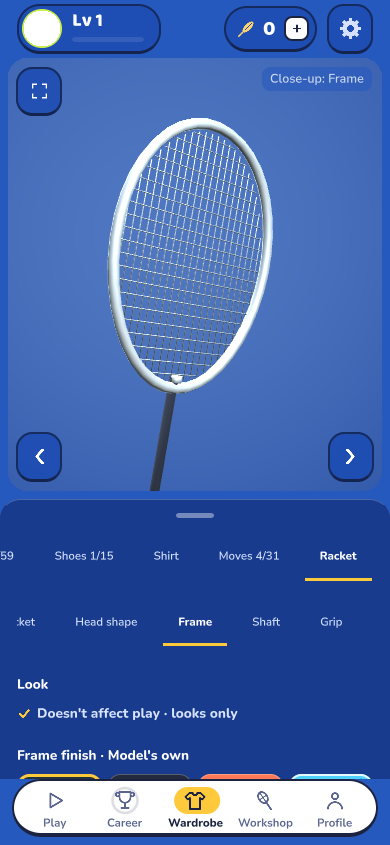 Lv 1
0 +
Close-up: Frame
/59 Shoes 1/15 Shirt Moves 4/31 Racket
:ket Head shape Frame Shaft Grip
Look
Doesn't affect play · looks only
Frame finish · Model's own
Play Career Wardrobe Workshop Profile